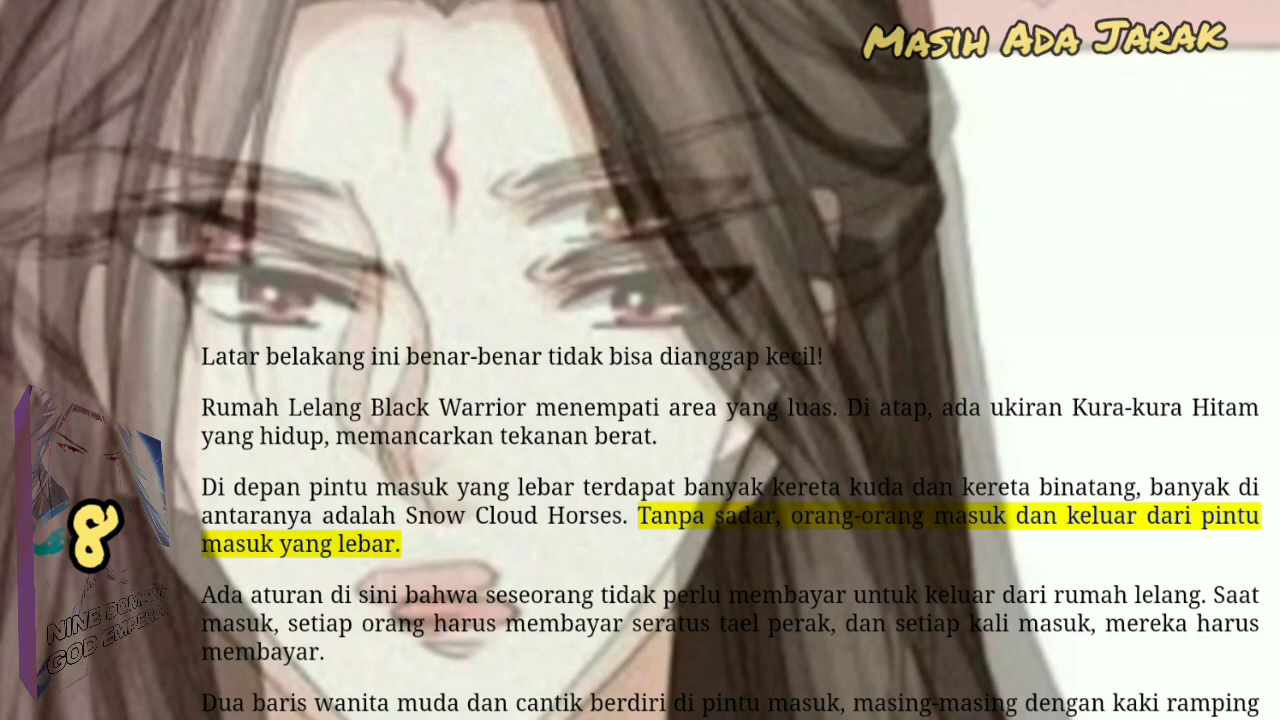 Masih Ada Jarak
Latar belakang ini benar-benar tidak bisa dianggap kecil!
Rumah Lelang Black Warrior menempati area yang luas. Di atap, ada ukiran Kura-kura Hitam
yang hidup, memancarkan tekanan berat.
Di depan pintu masuk yang lebar terdapat banyak kereta kuda dan kereta binatang, banyak di
antaranya adalah Snow Cloud Horses. Tanpa sadar, orang-orang masuk dan keluar dari pintu
masuk yang lebar.
8
NINE DOMAIN
GOD EMPEROR
Ada aturan di sini bahwa seseorang tidak perlu membayar untuk keluar dari rumah lelang. Saat
masuk, setiap orang harus membayar seratus tael perak, dan setiap kali masuk, mereka harus
membayar.
Dua baris wanita muda dan cantik berdiri di pintu masuk, masing-masing dengan kaki ramping